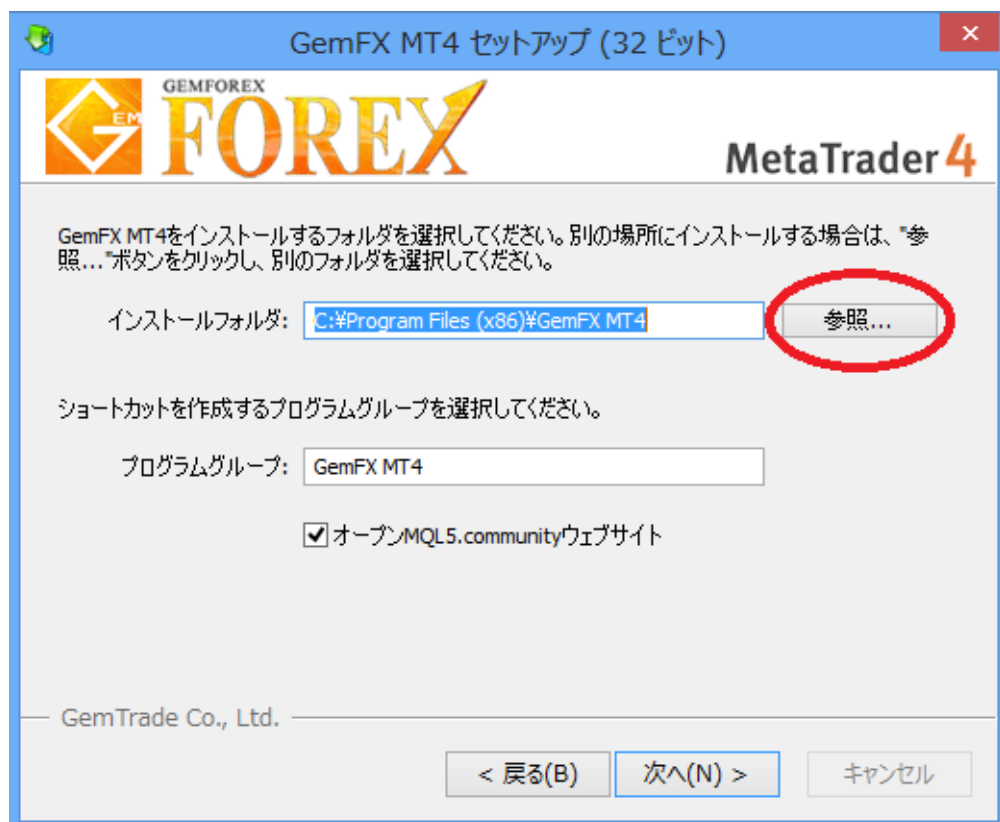 GemFX MT4 セットアップ (32 ビット)
GEMFOREX
GEM
FOREX
MetaTrader 4
GemFX MT4をインストールするフォルダを選択してください。別の場所にインストールする場合は、"参
照..."ボタンをクリックし、別のフォルダを選択してください。
インストールフォルダ: C:¥Program Files (x86)¥GemFX MT4 参照...
ショートカットを作成するプログラムグループを選択してください。
プログラムグループ: GemFX MT4
オープンMQL5.communityウェブサイト
GemTrade Co., Ltd.
< 戻る(B) 次へ(N) > キャンセル